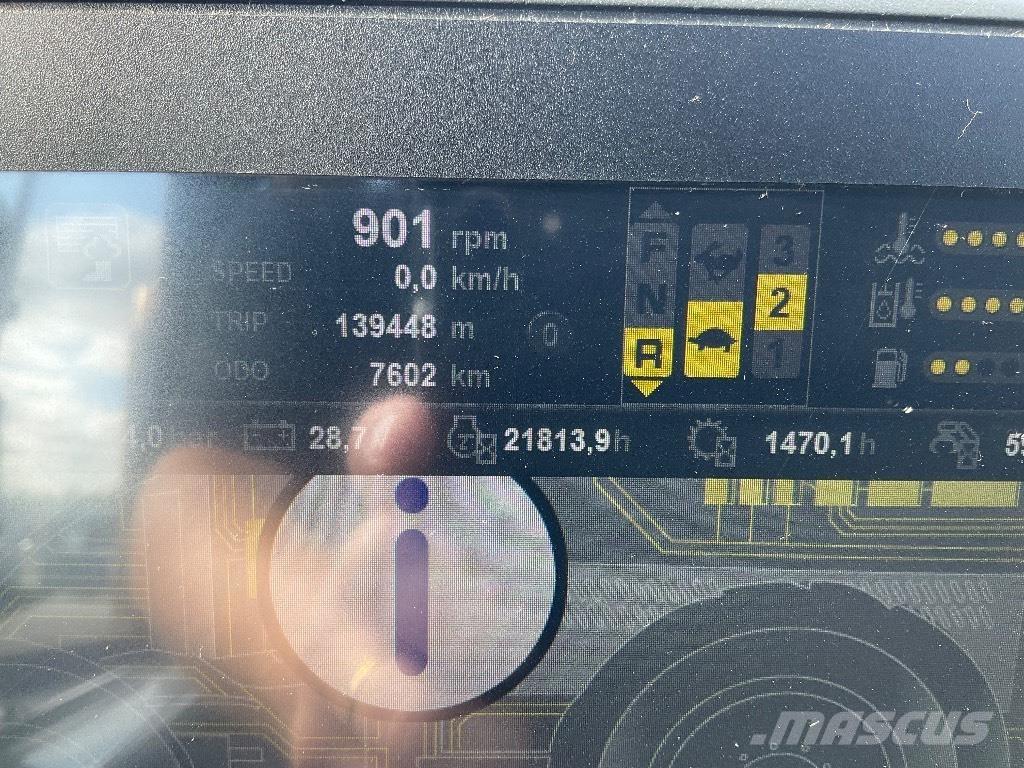 901 rpm
SPEED 0,0 km/h
TRIP 139448 m 0
ODO 7602 km
F
N
R
3
2
1
28,7
21813,9 h
1470,1 h
i
MASCUS